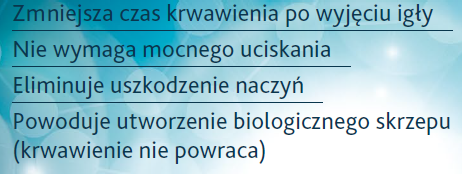 Zmniejsza czas krwawienia po wyjęciu igły
Nie wymaga mocnego uciskania
Eliminuje uszkodzenie naczyń
Powoduje utworzenie biologicznego skrzepu
(krwawienie nie powraca)